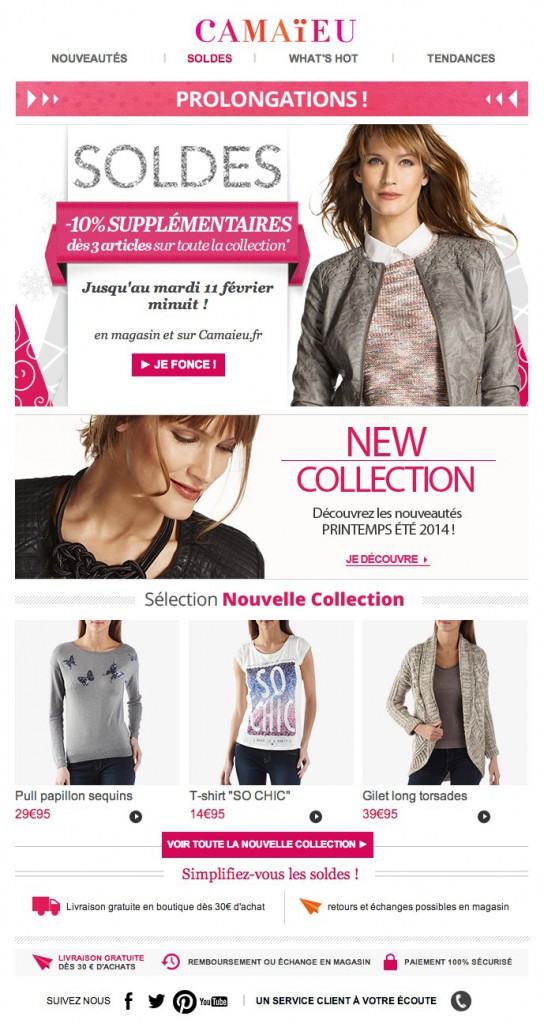 CAMAïEU
NOUVEAUTÉS | SOLDES | WHAT'S HOT | TENDANCES
PROLONGATIONS !
SOLDES
-10% SUPPLÉMENTAIRES
dès 3 articles sur toute la collection*
Jusqu'au mardi 11 février
minuit !
en magasin et sur Camaieu.fr
JE FONCE !
NEW
COLLECTION
Découvrez les nouveautés
PRINTEMPS ÉTÉ 2014 !
JE DÉCOUVRE
Sélection Nouvelle Collection
SO
CHIC
Pull papillon sequins
29€95
T-shirt "SO CHIC"
14€95
Gilet long torsades
39€95
VOIR TOUTE LA NOUVELLE COLLECTION
Simplifiez-vous les soldes !
Livraison gratuite en boutique dès 30€ d'achat
retours et échanges possibles en magasin
LIVRAISON GRATUITE
DÈS 30 € D'ACHATS
REMBOURSEMENT OU ÉCHANGE EN MAGASIN
PAIEMENT 100% SÉCURISÉ
SUIVEZ NOUS
You Tube
UN SERVICE CLIENT À VOTRE ÉCOUTE